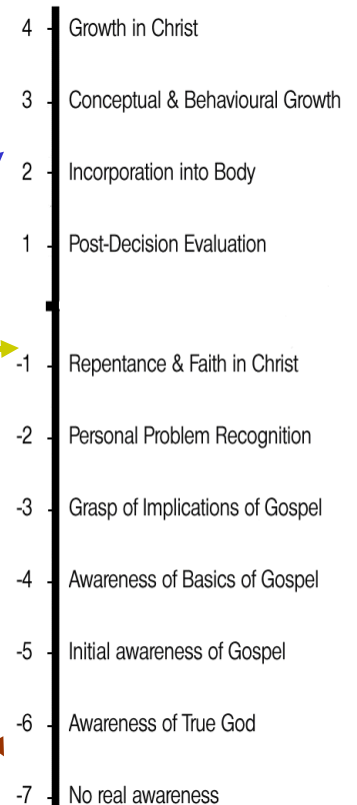 4 Growth in Christ
3 Conceptual & Behavioural Growth
2 Incorporation into Body
1 Post-Decision Evaluation
-1 Repentance & Faith in Christ
-2 Personal Problem Recognition
-3 Grasp of Implications of Gospel
-4 Awareness of Basics of Gospel
-5 Initial awareness of Gospel
-6 Awareness of True God
-7 No real awareness